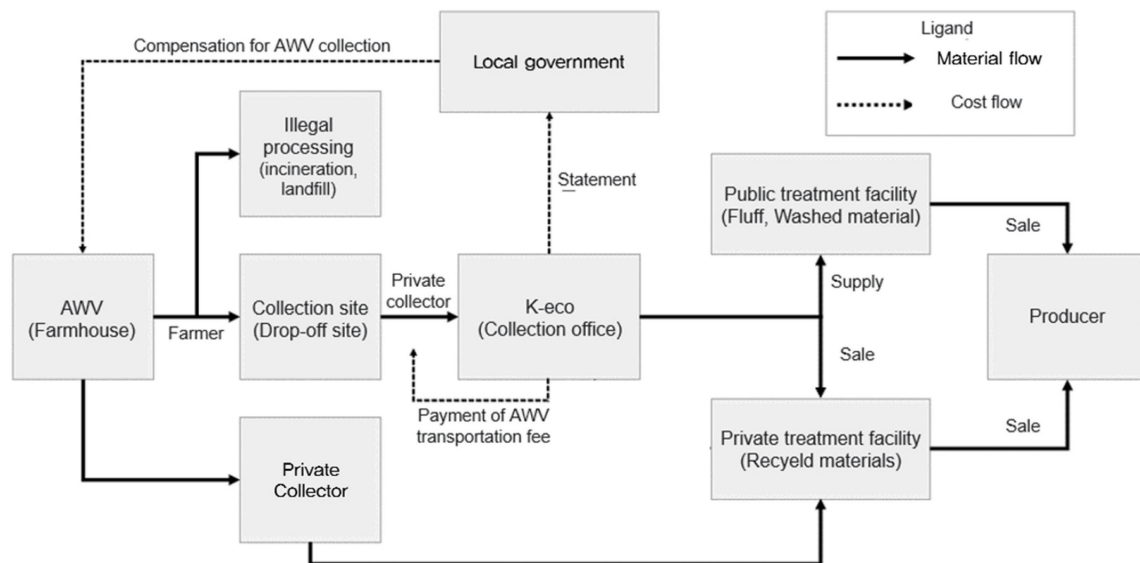 Compensation for AWV collection
Local government
Ligand
Material flow
Cost flow
Illegal
processing
(incineration,
landfill)
Statement
Public treatment facility
(Fluff, Washed material)
Sale
AWV
(Farmhouse)
Farmer
Collection site
(Drop-off site)
Private
collector
K-eco
(Collection office)
Supply
Sale
Producer
Payment of AWV
transportation fee
Private
Collector
Private treatment facility
(Recyeld materials)
Sale